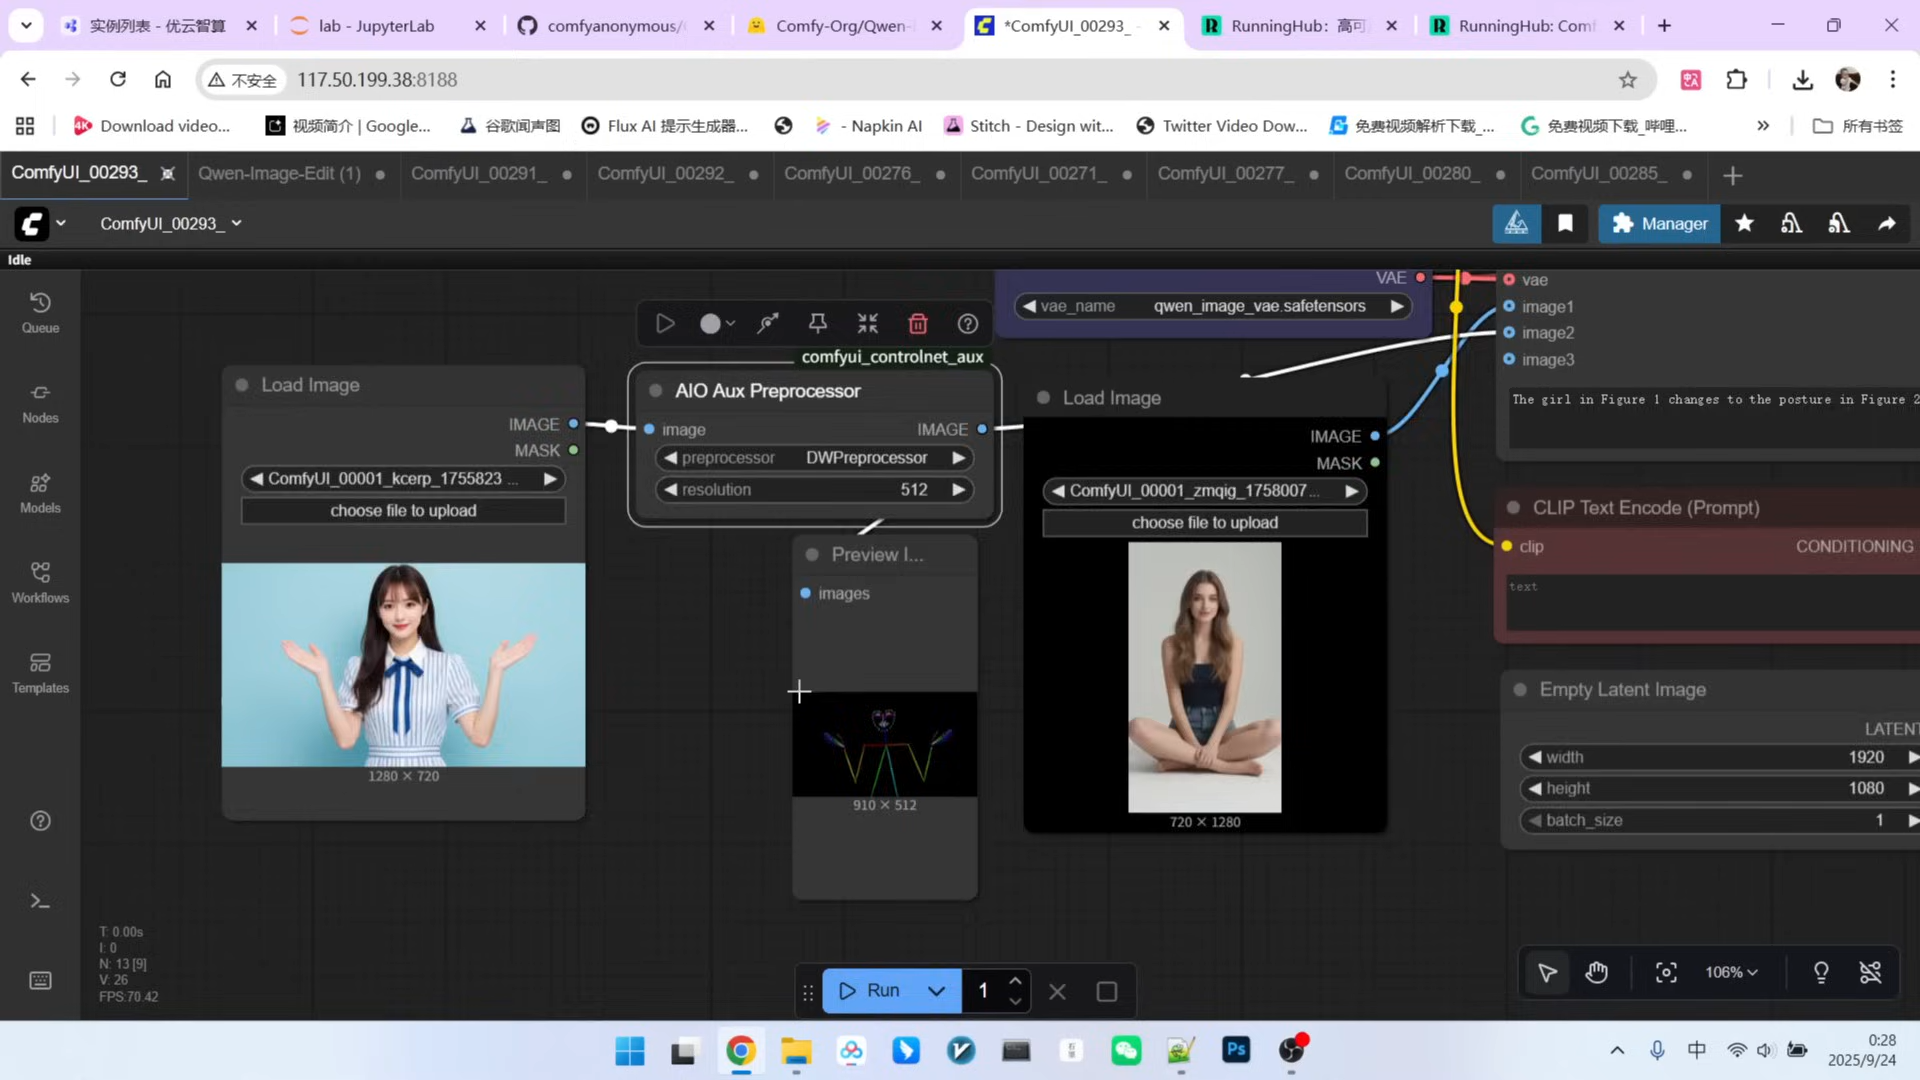 实例列表 - 优云智算
lab - JupyterLab
comfyanonymous/
Comfy-Org/Qwen-
*ComfyUI_00293_ -
RunningHub：高可
RunningHub: Comf
不安全
117.50.199.38:8188
Download video...
视频简介 | Google...
谷歌闻声图
Flux AI 提示生成器...
- Napkin AI
Stitch - Design wit...
Twitter Video Dow...
免费视频解析下载_...
免费视频下载_哔哩...
所有书签
ComfyUI_00293_
Qwen-Image-Edit (1)
ComfyUI_00291_
ComfyUI_00292_
ComfyUI_00276_
ComfyUI_00271_
ComfyUI_00277_
ComfyUI_00280_
ComfyUI_00285_
ComfyUI_00293_
Manager
Idle
Queue
Nodes
Models
Workflows
Templates
VAE
vae_name qwen_image_vae.safetensors
vae
image1
image2
image3
The girl in Figure 1 changes to the posture in Figure 2
comfyui_controlnet_aux
AIO Aux Preprocessor
image IMAGE
preprocessor DWPreprocessor
resolution 512
Load Image
IMAGE
MASK
ComfyUI_00001_kcerp_1755823 ...
choose file to upload
1280 × 720
Preview I...
images
910 × 512
Load Image
IMAGE
MASK
ComfyUI_00001_zmqig_1758007...
choose file to upload
720 × 1280
CLIP Text Encode (Prompt)
clip CONDITIONING
text
Empty Latent Image
LATENT
width 1920
height 1080
batch_size 1
T: 0.00s
I: 0
N: 13 [9]
V: 26
FPS:70.42
Run
1
106%
Ps
中
0:28
2025/9/24